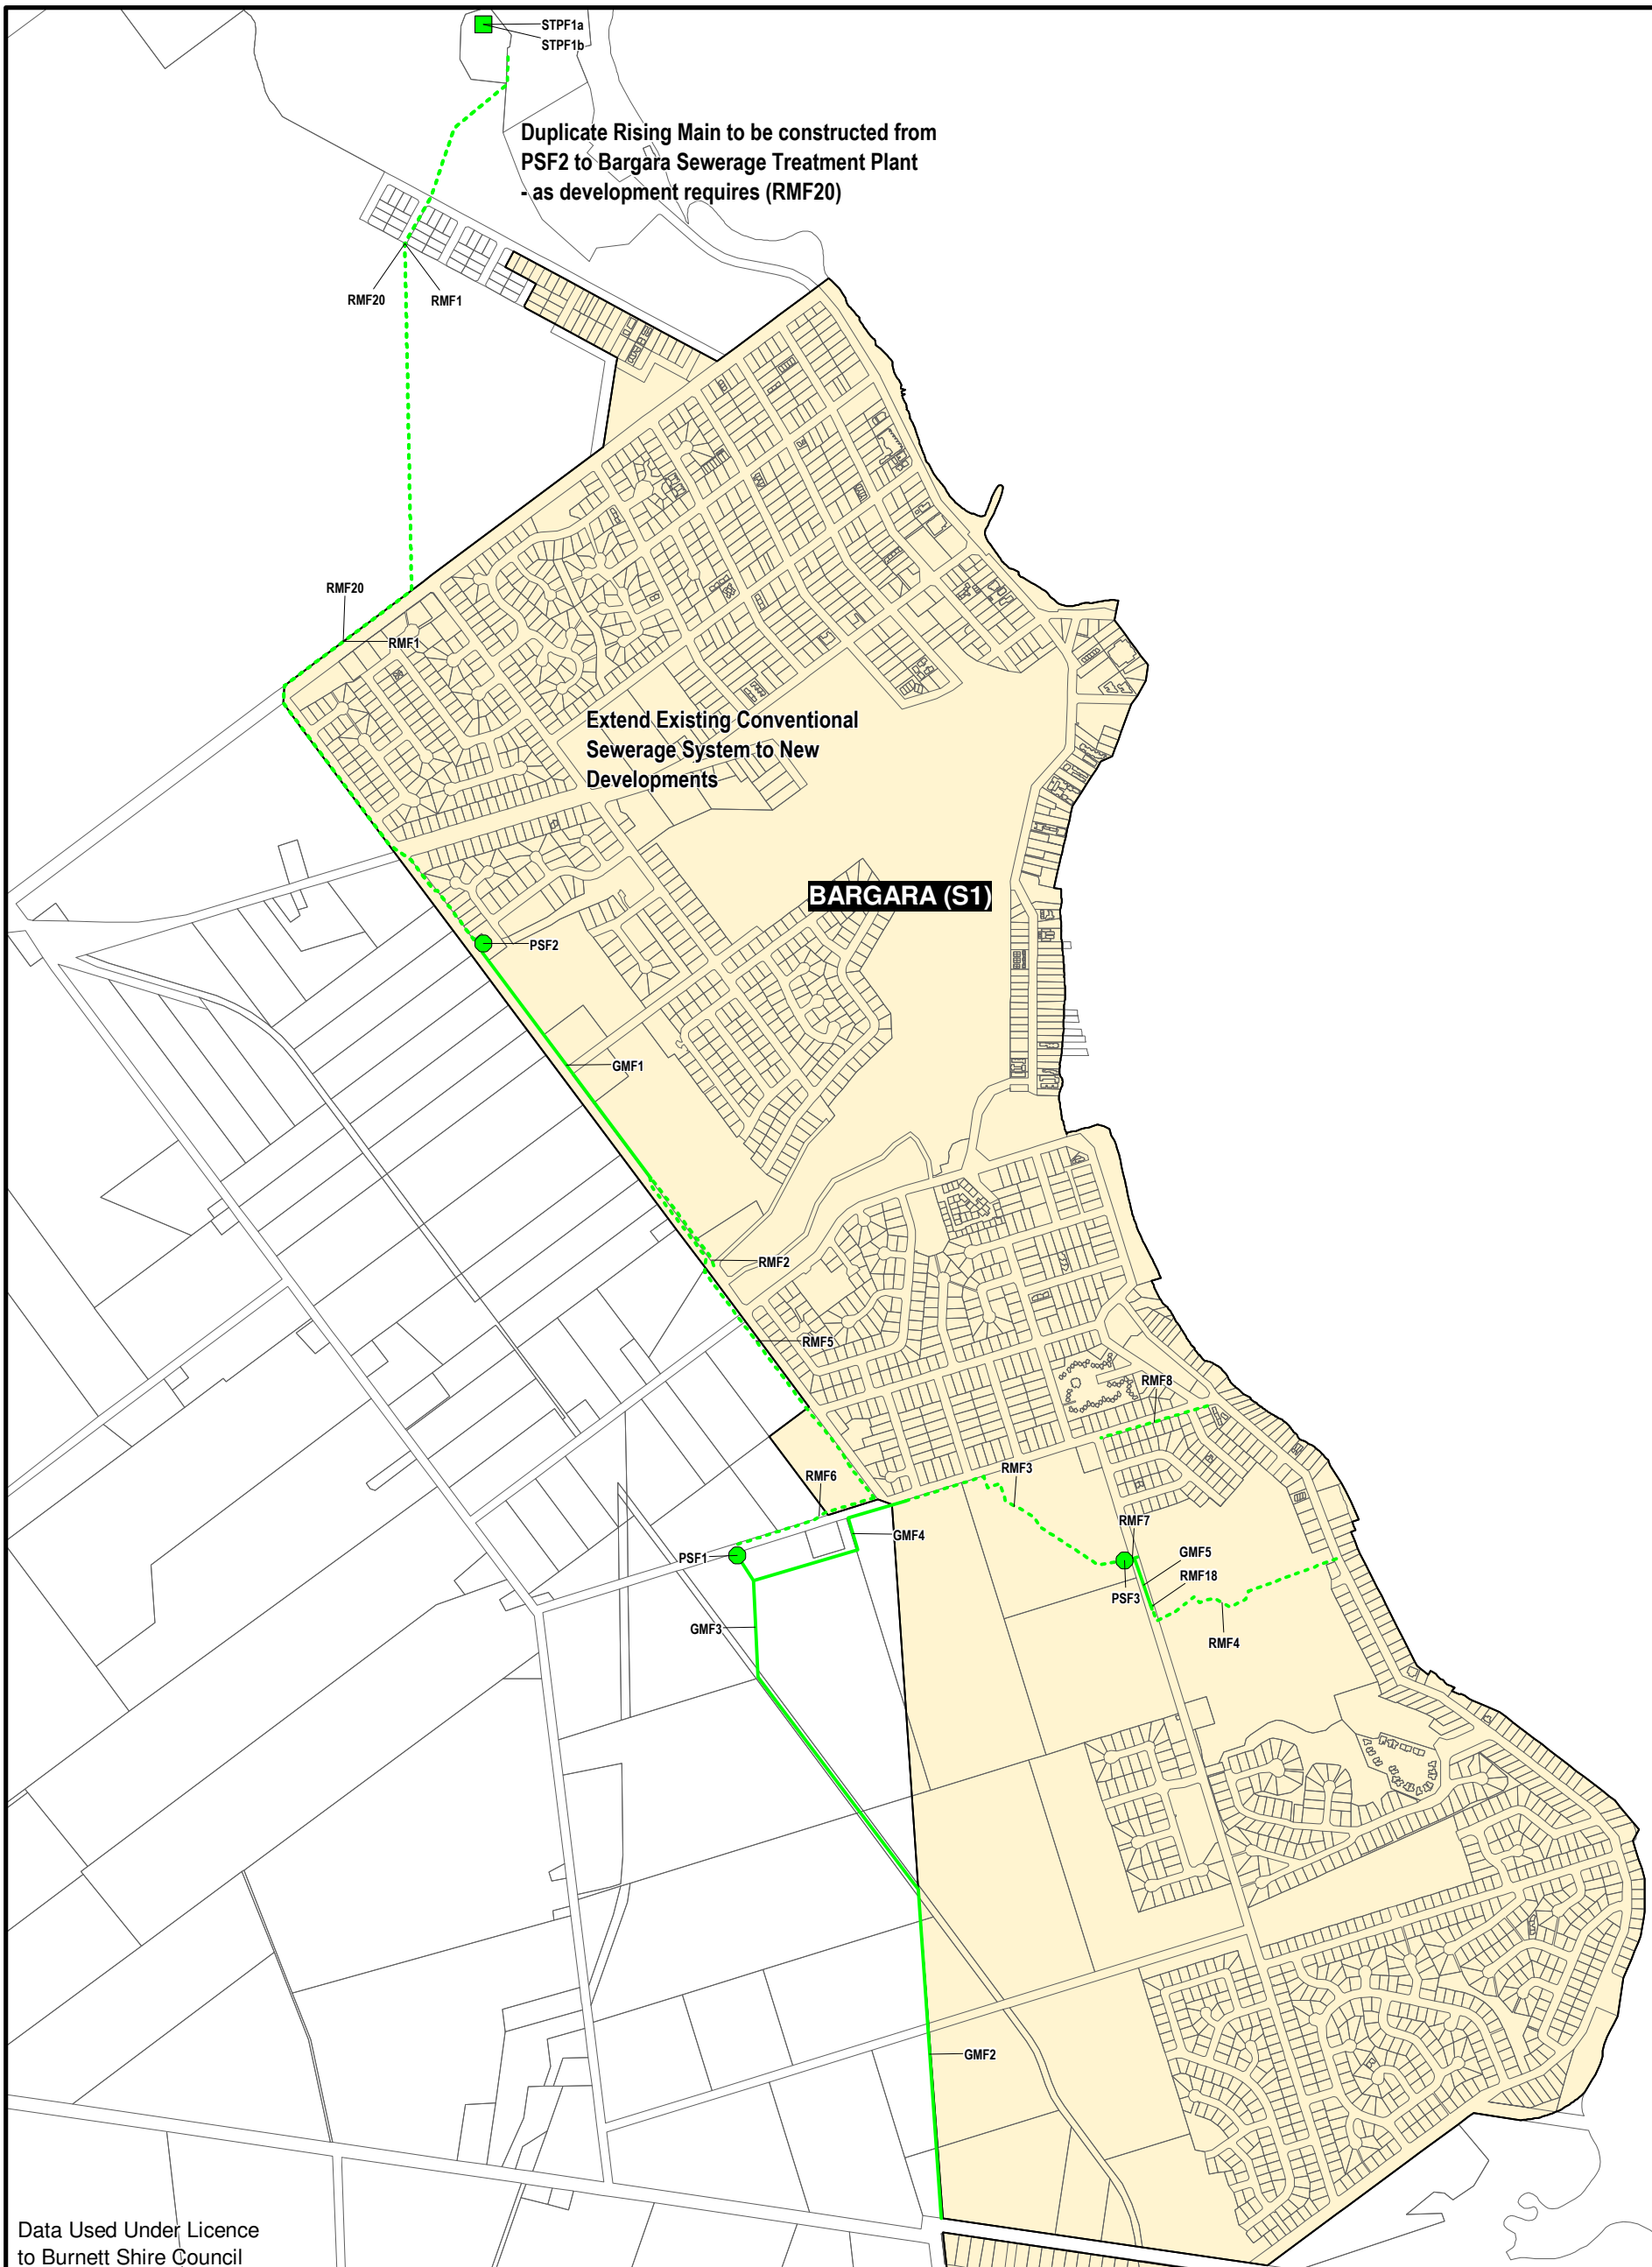 STPF1a
STPF1b
Duplicate Rising Main to be constructed from
PSF2 to Bargara Sewerage Treatment Plant
- as development requires (RMF20)
RMF20
RMF1
RMF20
RMF1
Extend Existing Conventional
Sewerage System to New
Developments
BARGARA (S1)
PSF2
GMF1
RMF2
RMF5
RMF8
RMF3
RMF6
RMF7
GMF4
GMF5
PSF1
RMF18
PSF3
GMF3
RMF4
GMF2
Data Used Under Licence
to Burnett Shire Council